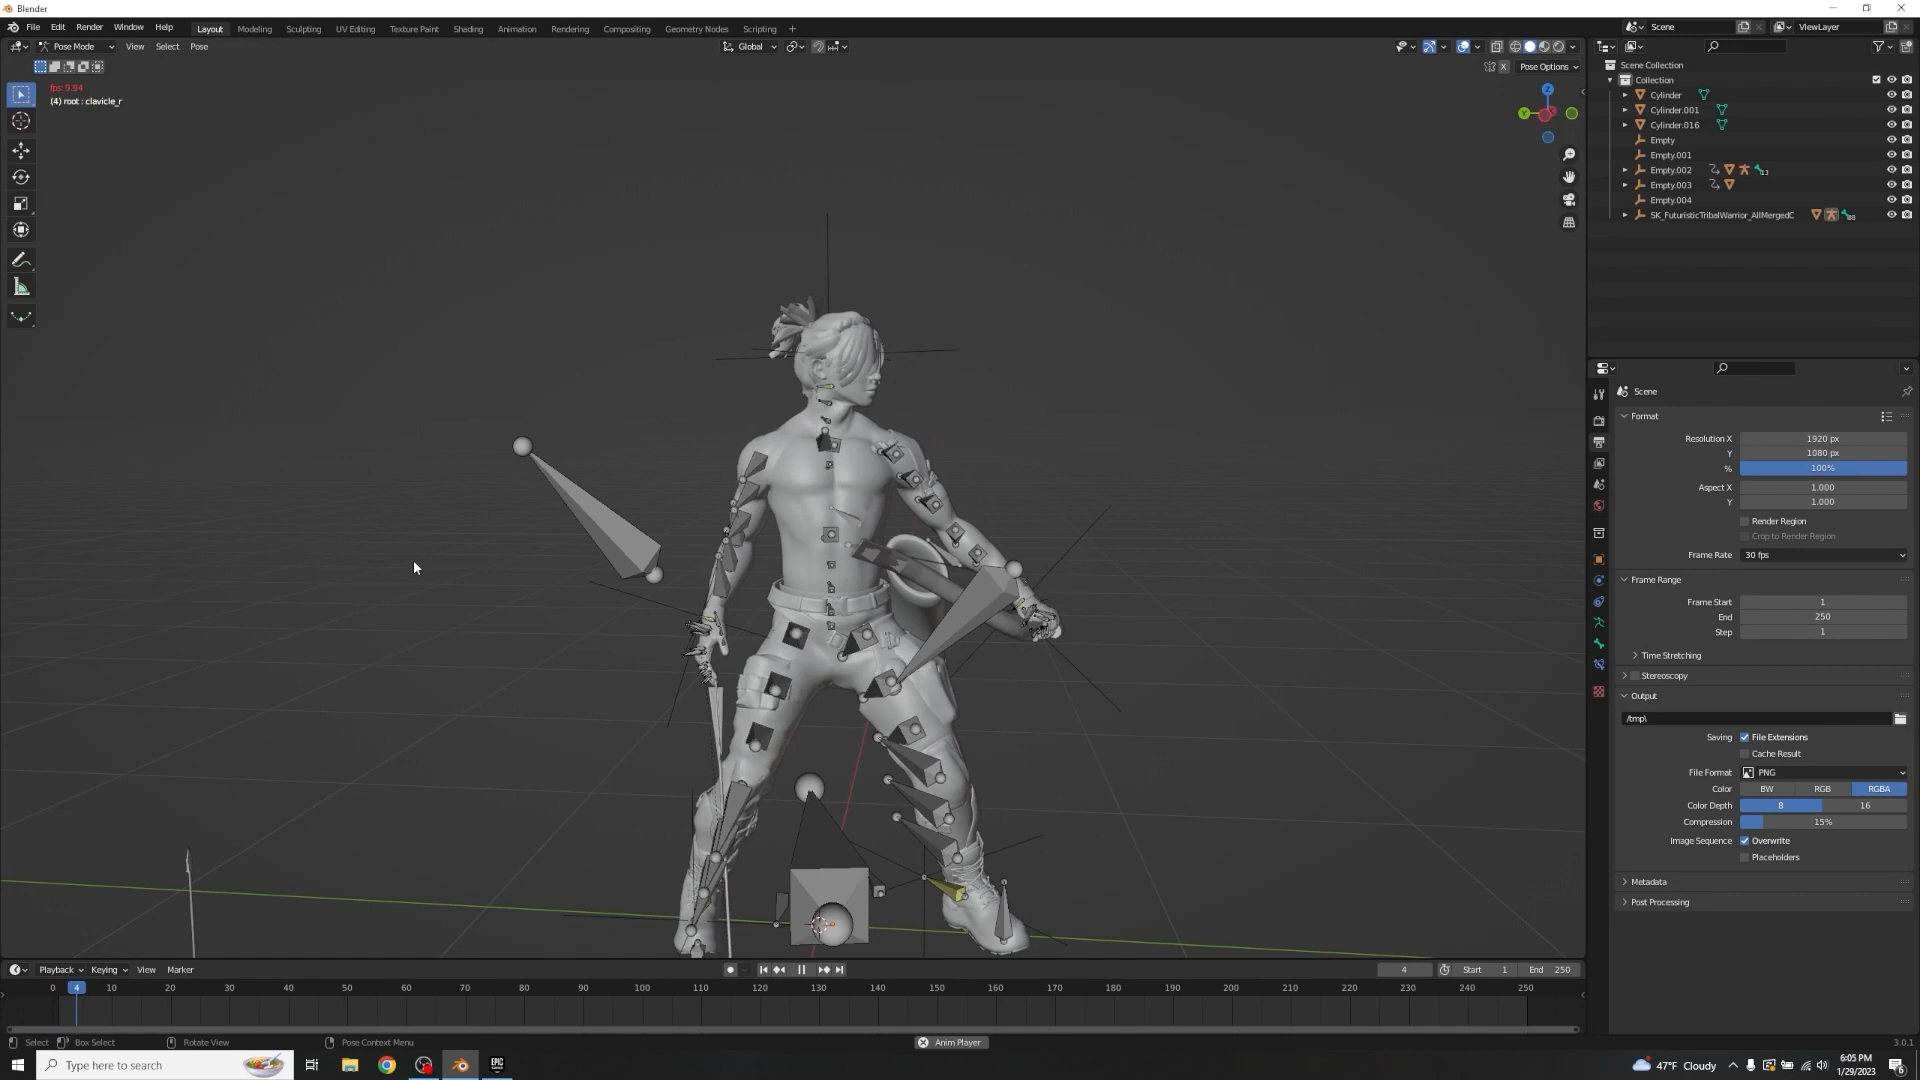 Blender
File Edit Render Window Help
Layout Modeling Sculpting UV Editing Texture Paint Shading Animation Rendering Compositing Geometry Nodes Scripting +
Scene
ViewLayer
Pose Mode View Select Pose
Global
X Pose Options
fps: 9.94
(4) root : clavicle_r
Z
Y
Scene Collection
Collection
Cylinder
Cylinder.001
Cylinder.016
Empty
Empty.001
Empty.002
13
Empty.003
Empty.004
SK_FuturisticTribalWarrior_AllMergedC
88
Scene
Format
Resolution X 1920 px
Y 1080 px
% 100%
Aspect X 1.000
Y 1.000
Render Region
Crop to Render Region
Frame Rate 30 fps
Frame Range
Frame Start 1
End 250
Step 1
Time Stretching
Stereoscopy
Output
/tmp\
Saving File Extensions
Cache Result
File Format PNG
Color BW RGB RGBA
Color Depth 8 16
Compression 15%
Image Sequence Overwrite
Placeholders
Metadata
Post Processing
Playback Keying View Marker
4 Start 1 End 250
0 4 10 20 30 40 50 60 70 80 90 100 110 120 130 140 150 160 170 180 190 200 210 220 230 240 250
Select Box Select Rotate View Pose Context Menu
Anim Player
3.0.1
Type here to search
EPIC GAMES
47°F Cloudy
6:05 PM
1/29/2023
6